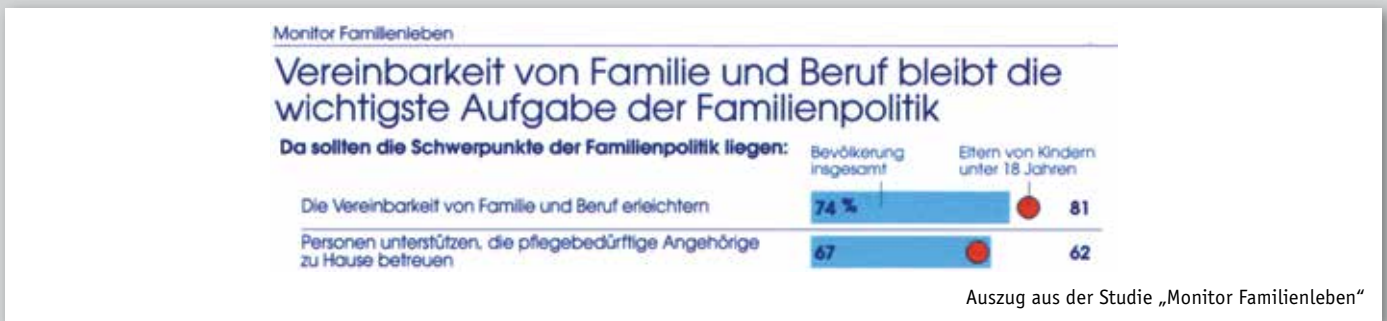 Monitor Familienleben
Vereinbarkeit von Familie und Beruf bleibt die
wichtigste Aufgabe der Familienpolitik
Da sollten die Schwerpunkte der Familienpolitik liegen:
Bevölkerung
insgesamt
Eltern von Kindern
unter 18 Jahren
Die Vereinbarkeit von Familie und Beruf erleichtern
74 %
81
Personen unterstützen, die pflegebedürftige Angehörige
zu Hause betreuen
67
62
Auszug aus der Studie „Monitor Familienleben“